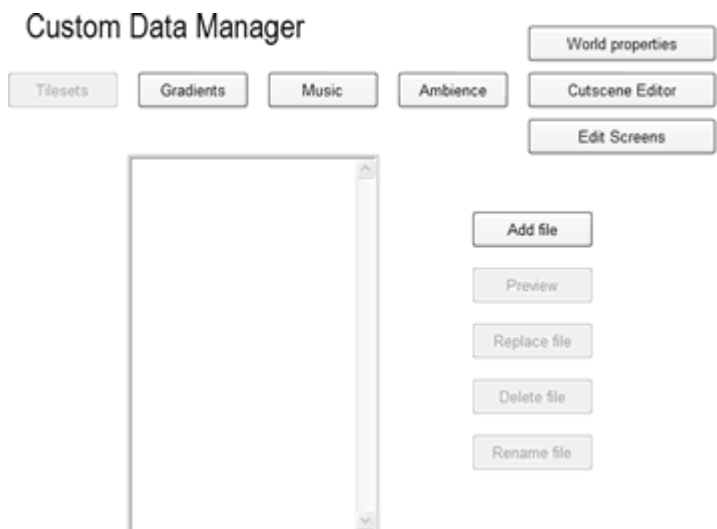 Custom Data Manager
World properties
Tilesets
Gradients
Music
Ambience
Cutscene Editor
Edit Screens
Add file
Preview
Replace file
Delete file
Rename file